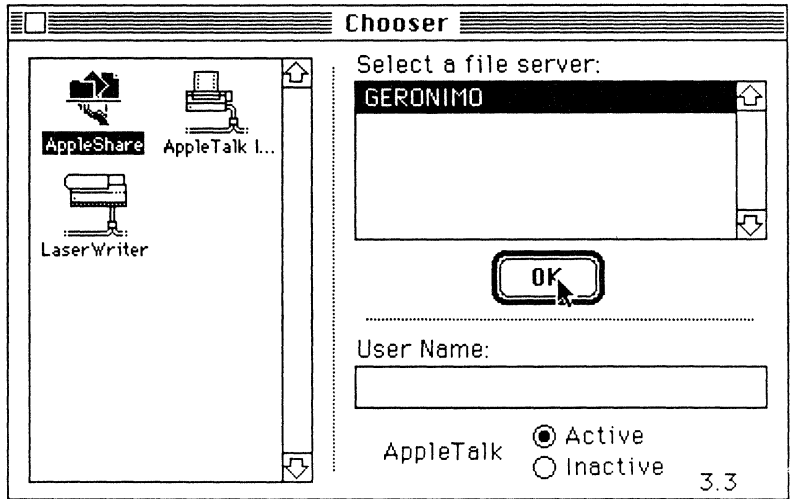 Chooser
AppleShare
AppleTalk I...
LaserWriter
Select a file server:
GERONIMO
OK
User Name:
AppleTalk
Active
Inactive
3.3